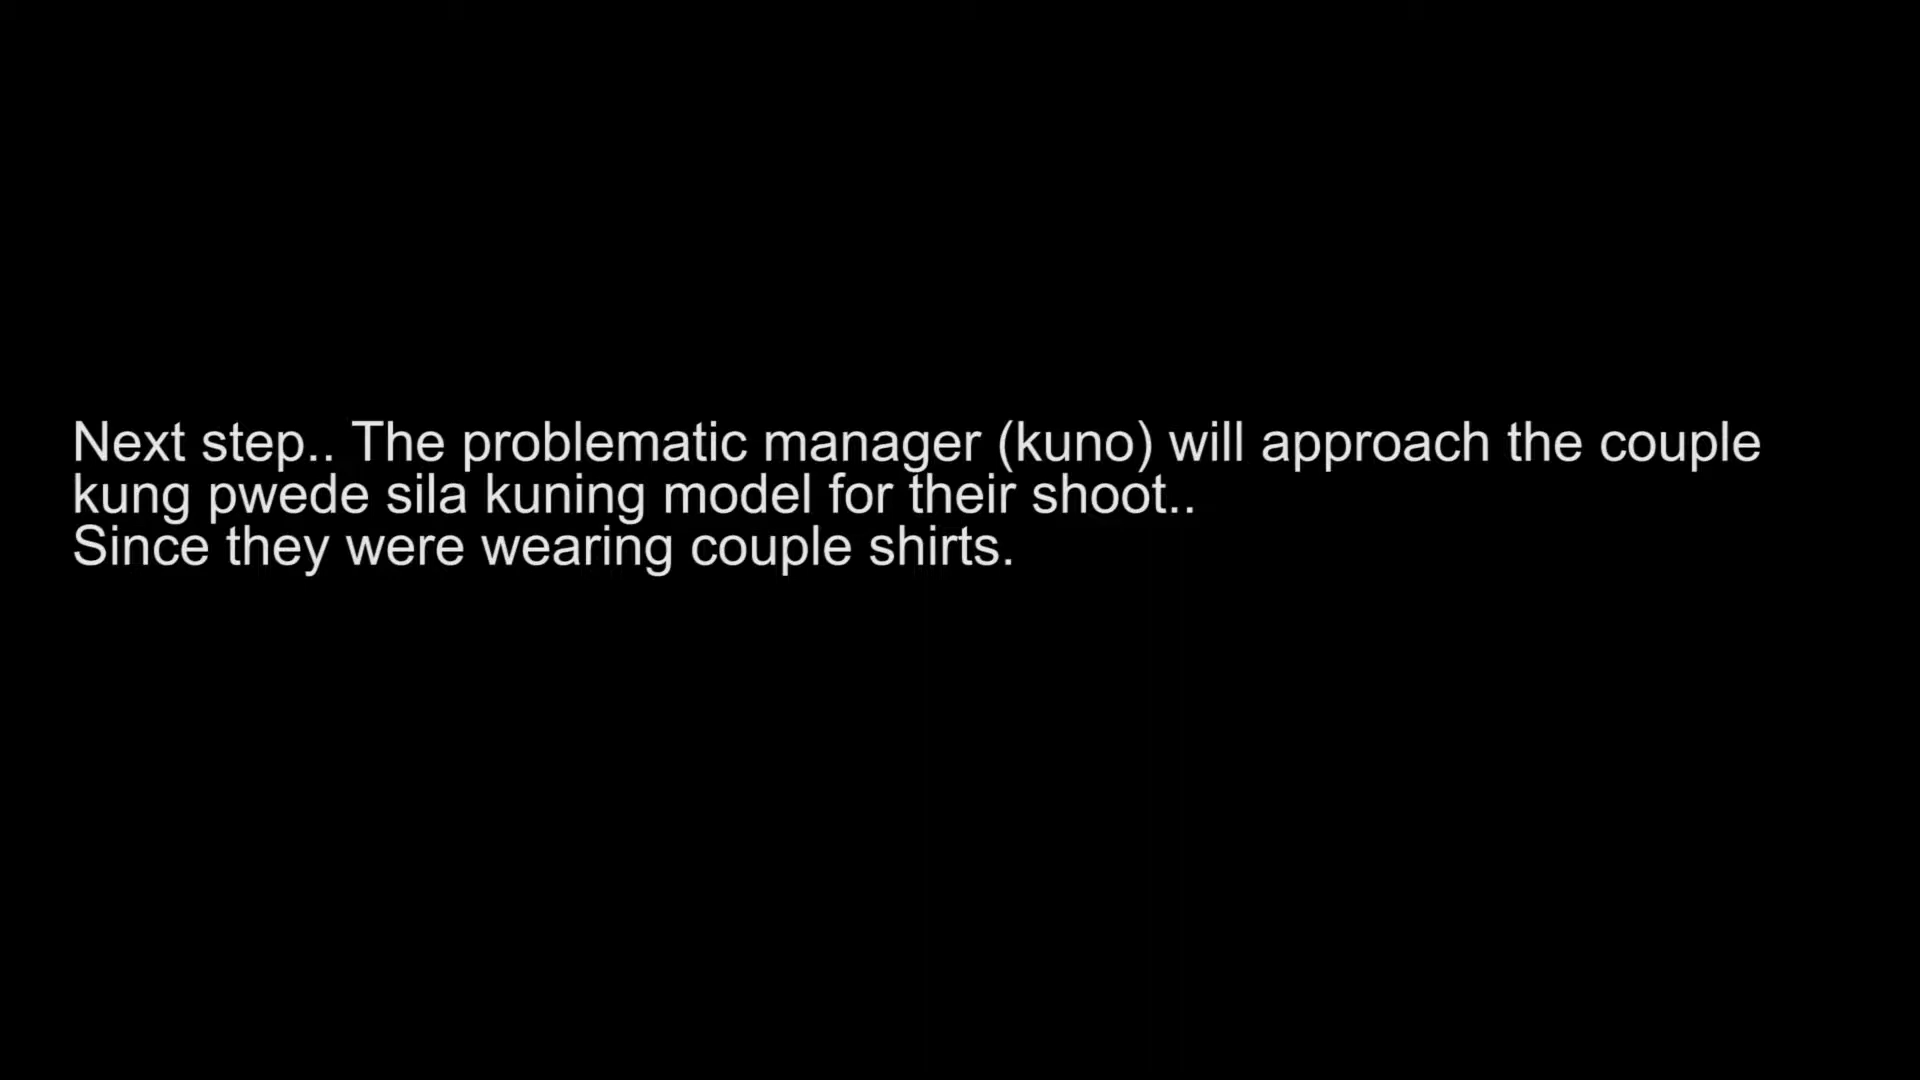 Next step.. The problematic manager (kuno) will approach the couple
kung pwede sila kuning model for their shoot..
Since they were wearing couple shirts.